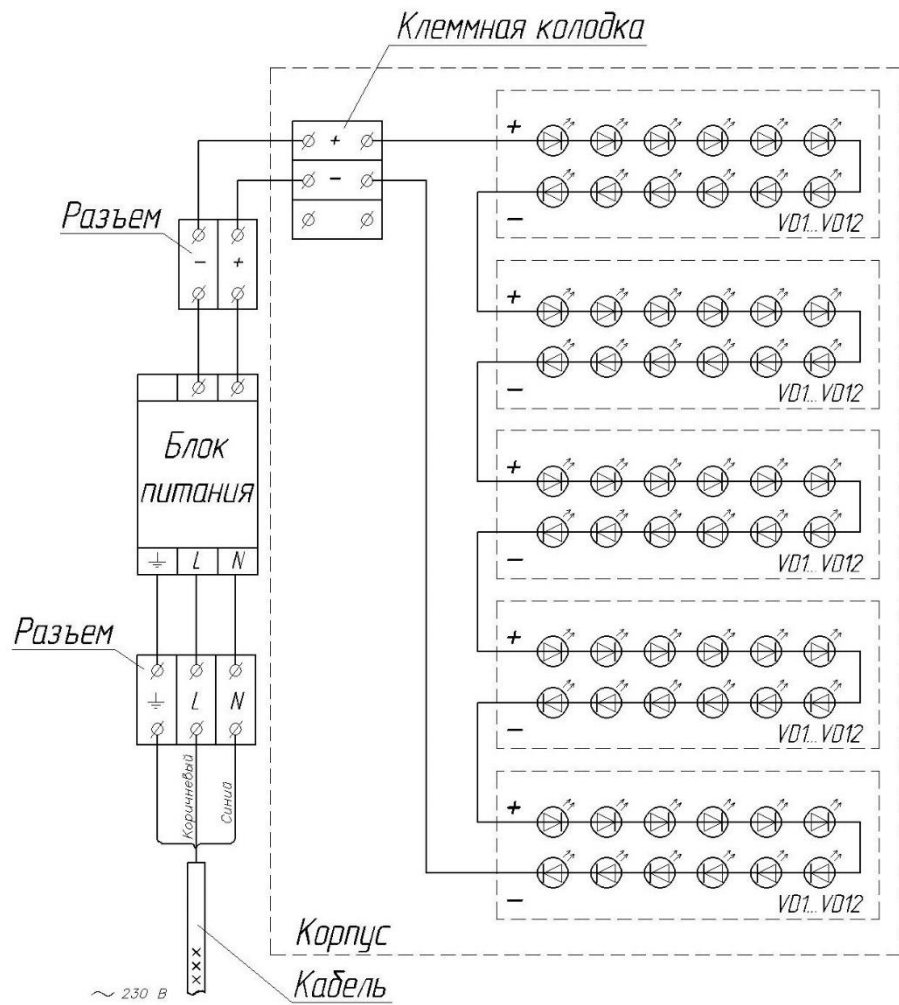 Клеммная колодка
+
+
-
-
VD1...VD12
Разъем
- +
+
-
VD1...VD12
Блок
питания
+
-
VD1...VD12
L N
Разъем
L N
+
-
VD1...VD12
Коричневый
Синий
+
-
VD1...VD12
Корпус
Кабель
~ 230 В